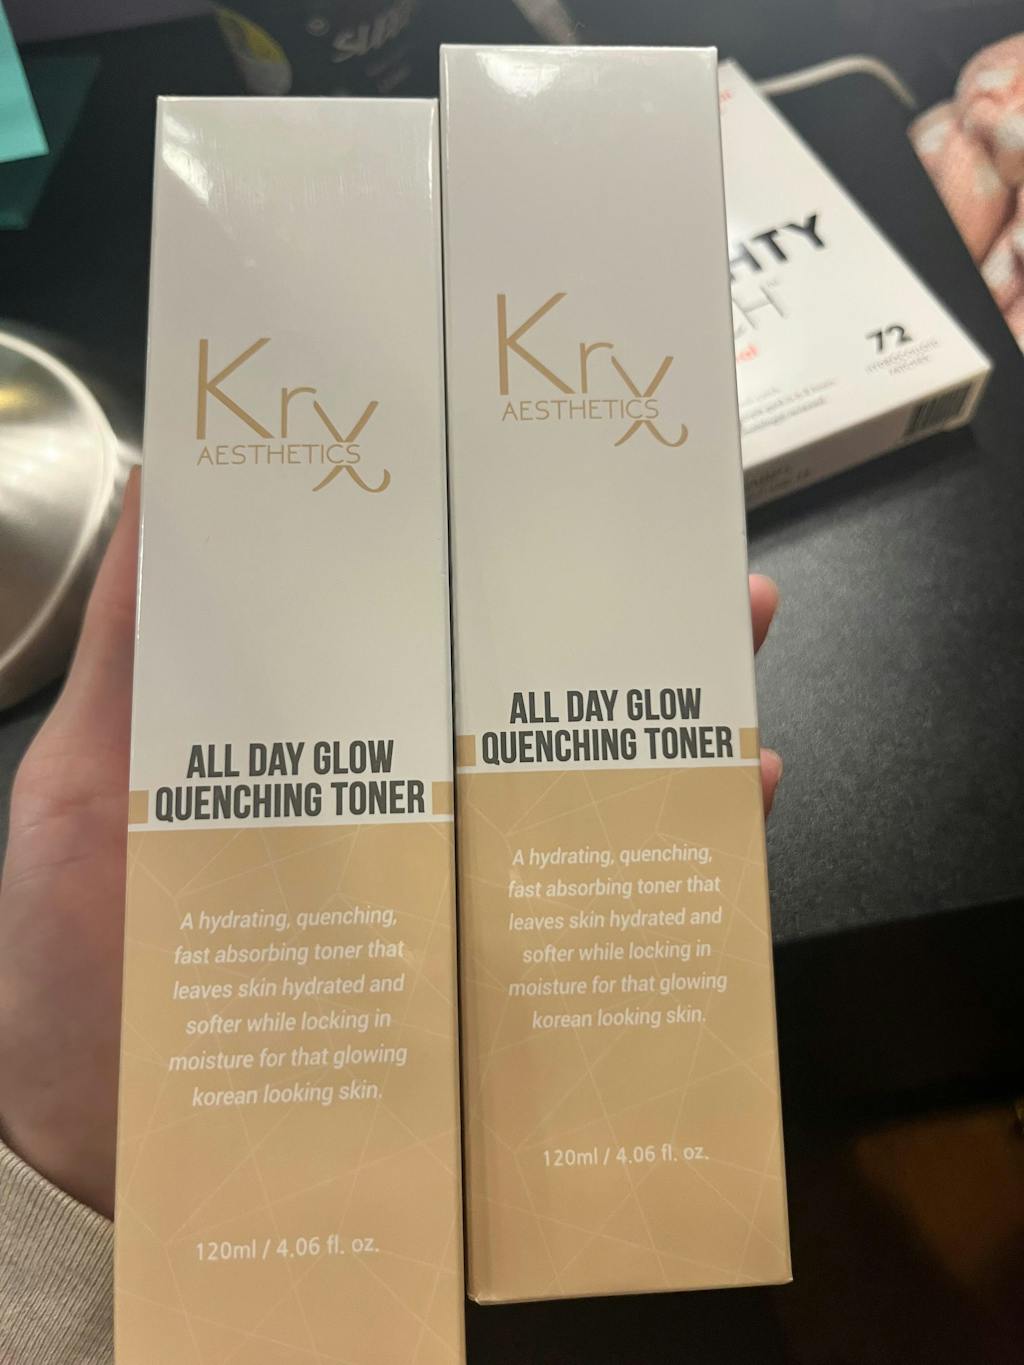 Krx
AESTHETICS
ALL DAY GLOW
QUENCHING TONER
A hydrating, quenching,
fast absorbing toner that
leaves skin hydrated and
softer while locking in
moisture for that glowing
korean looking skin.
120ml / 4.06 fl. oz.
Krx
AESTHETICS
ALL DAY GLOW
QUENCHING TONER
A hydrating, quenching,
fast absorbing toner that
leaves skin hydrated and
softer while locking in
moisture for that glowing
korean looking skin.
120ml / 4.06 fl. oz.
HTY
H
72
HYDROCOLLOID
PATCHES